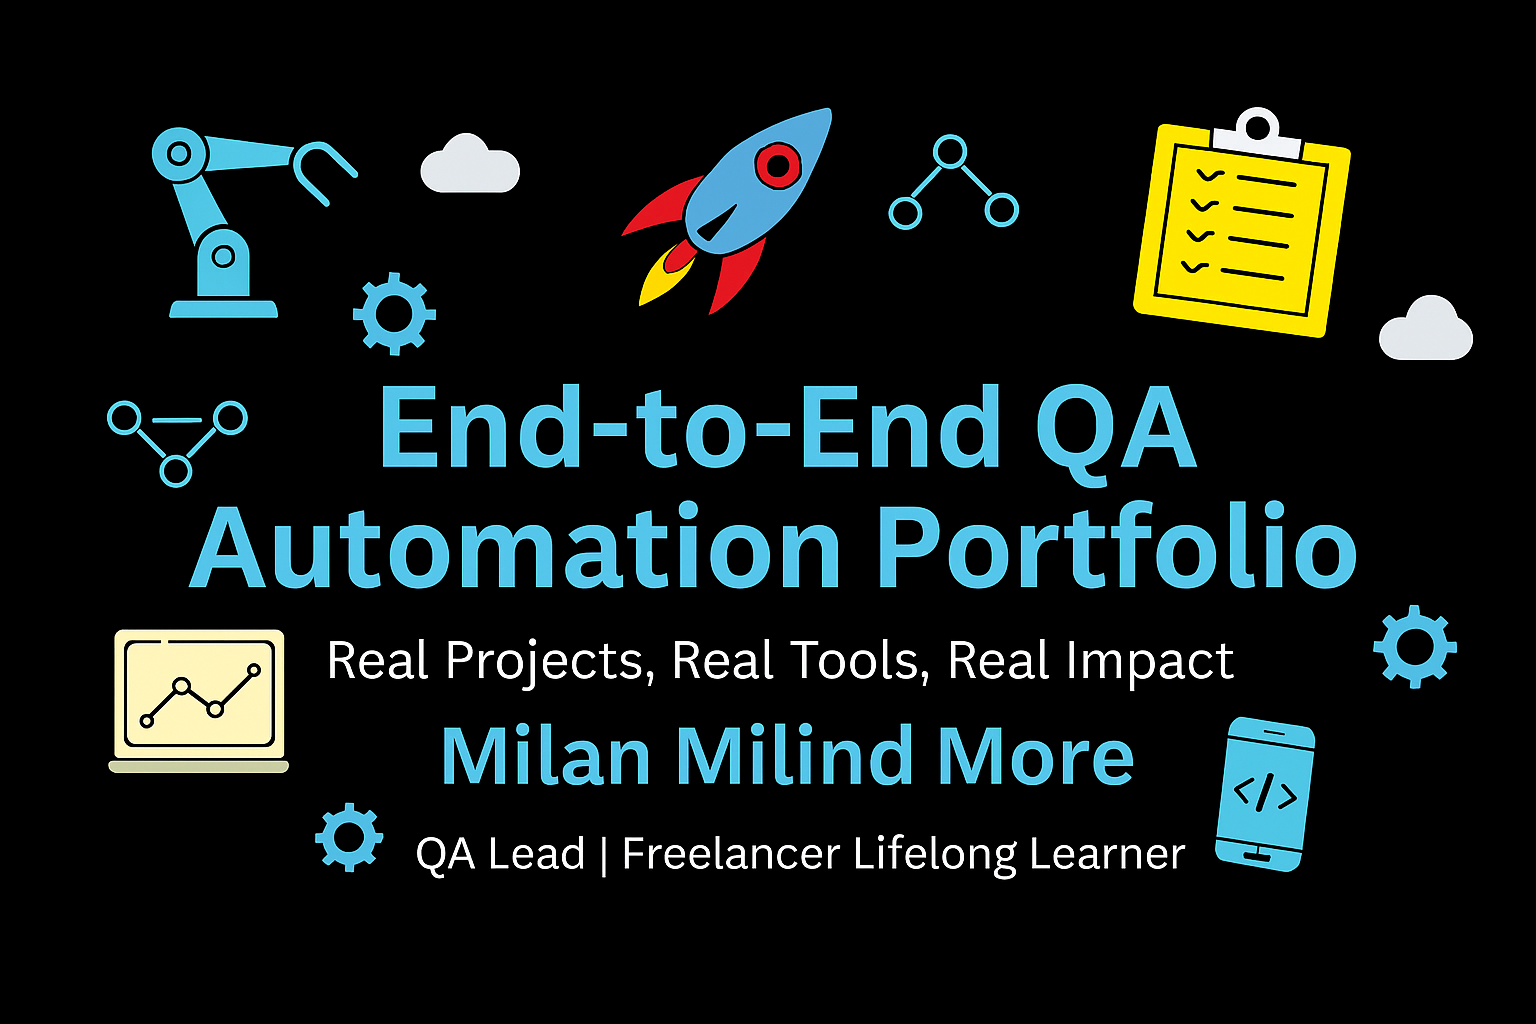 End-to-End QA
Automation Portfolio
Real Projects, Real Tools, Real Impact
Milan Milind More
QA Lead | Freelancer Lifelong Learner
</>